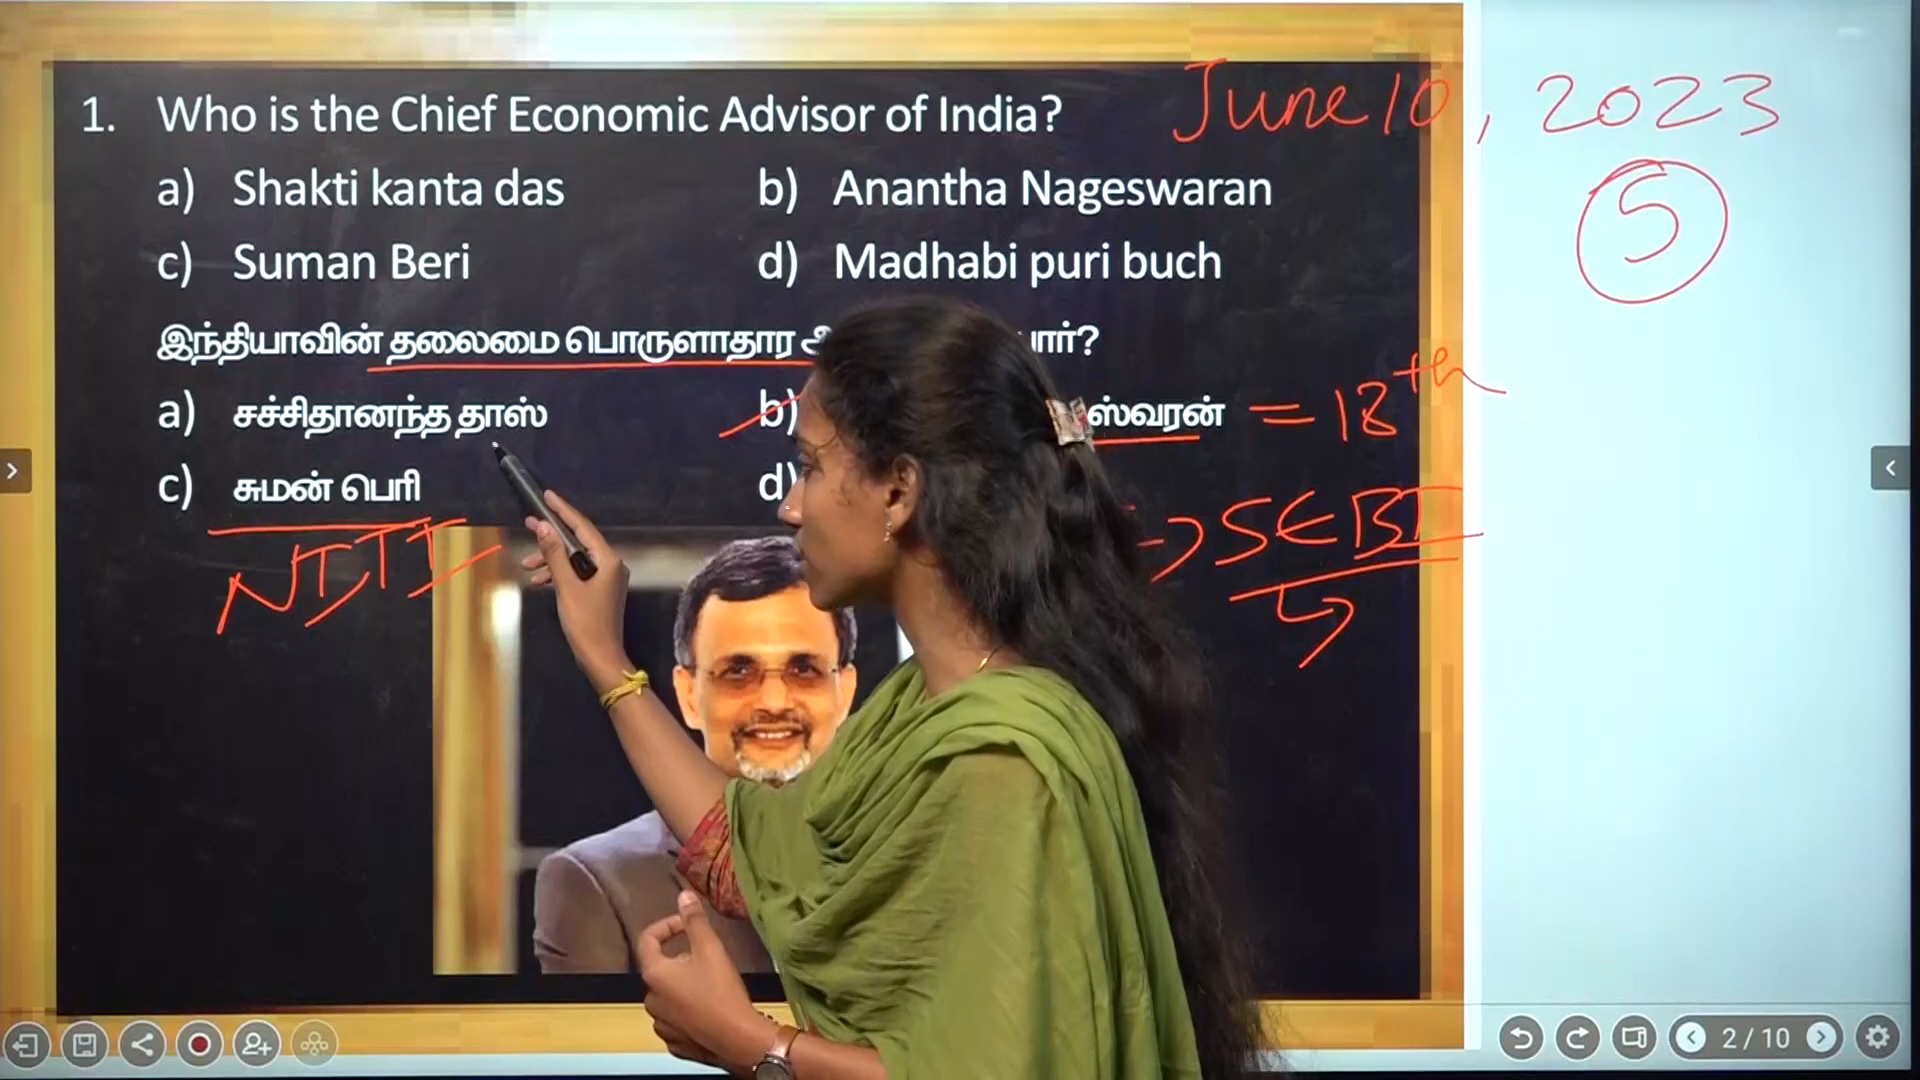 1. Who is the Chief Economic Advisor of India?
June 10, 2023
5
a) Shakti kanta das b) Anantha Nageswaran
c) Suman Beri d) Madhabi puri buch
இந்தியாவின் தலைமை பொருளாதார யார்?
a) சச்சிதானந்த தாஸ் b) ஸ்வரன் = 18th
c) சுமன் பெரி d) → SEBI
NITI
2 / 10